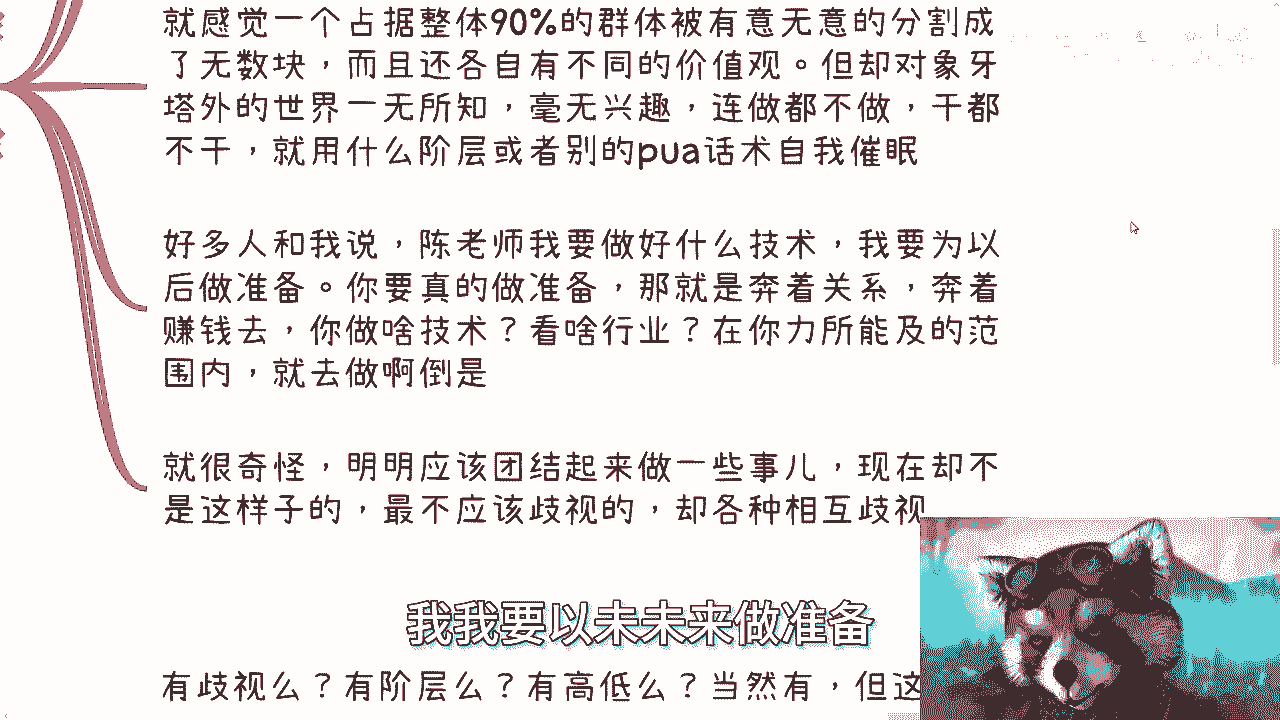 就感觉一个占据整体90%的群体被有意无意的分割成
了无数块，而且还各自有不同的价值观。但却对象牙
塔外的世界一无所知，毫无兴趣，连做都不做，干都
不干，就用什么阶层或者别的pua话术自我催眠
好多人和我说，陈老师我要做好什么技术，我要为以
后做准备。你要真的做准备，那就是奔着关系，奔着
赚钱去，你做啥技术？看啥行业？在你力所能及的范
围内，就去做啊倒是
就很奇怪，明明应该团结起来做一些事儿，现在却不
是这样子的，最不应该歧视的，却各种相互歧视
我我要以未未来做准备
有歧视么？有阶层么？有高低么？当然有，但这